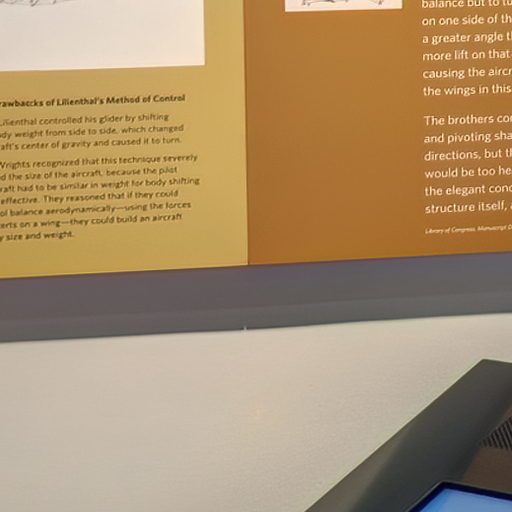 rawbaccks of Lilienthal's Method of Control
Lilienthal controlled his glider by shifting
dy weight from side to side, which changed
aft's center of gravity and caused it to turn.
Wrights recognized that this technique severely
d the size of the aircraft, because the pilot
raft had to be similar in weight for body shifting
effective. They reasoned that if they could
ol balance aerodynamically—using the forces
erts on a wing—they could build an aircraft
y size and weight.
balance but to tu
on one side of th
a greater angle t
more lift on that
causing the aircr
the wings in this
The brothers co
and pivoting sha
directions, but t
would be too he
the elegant conc
structure itself,
Library of Congress, Manuscript D